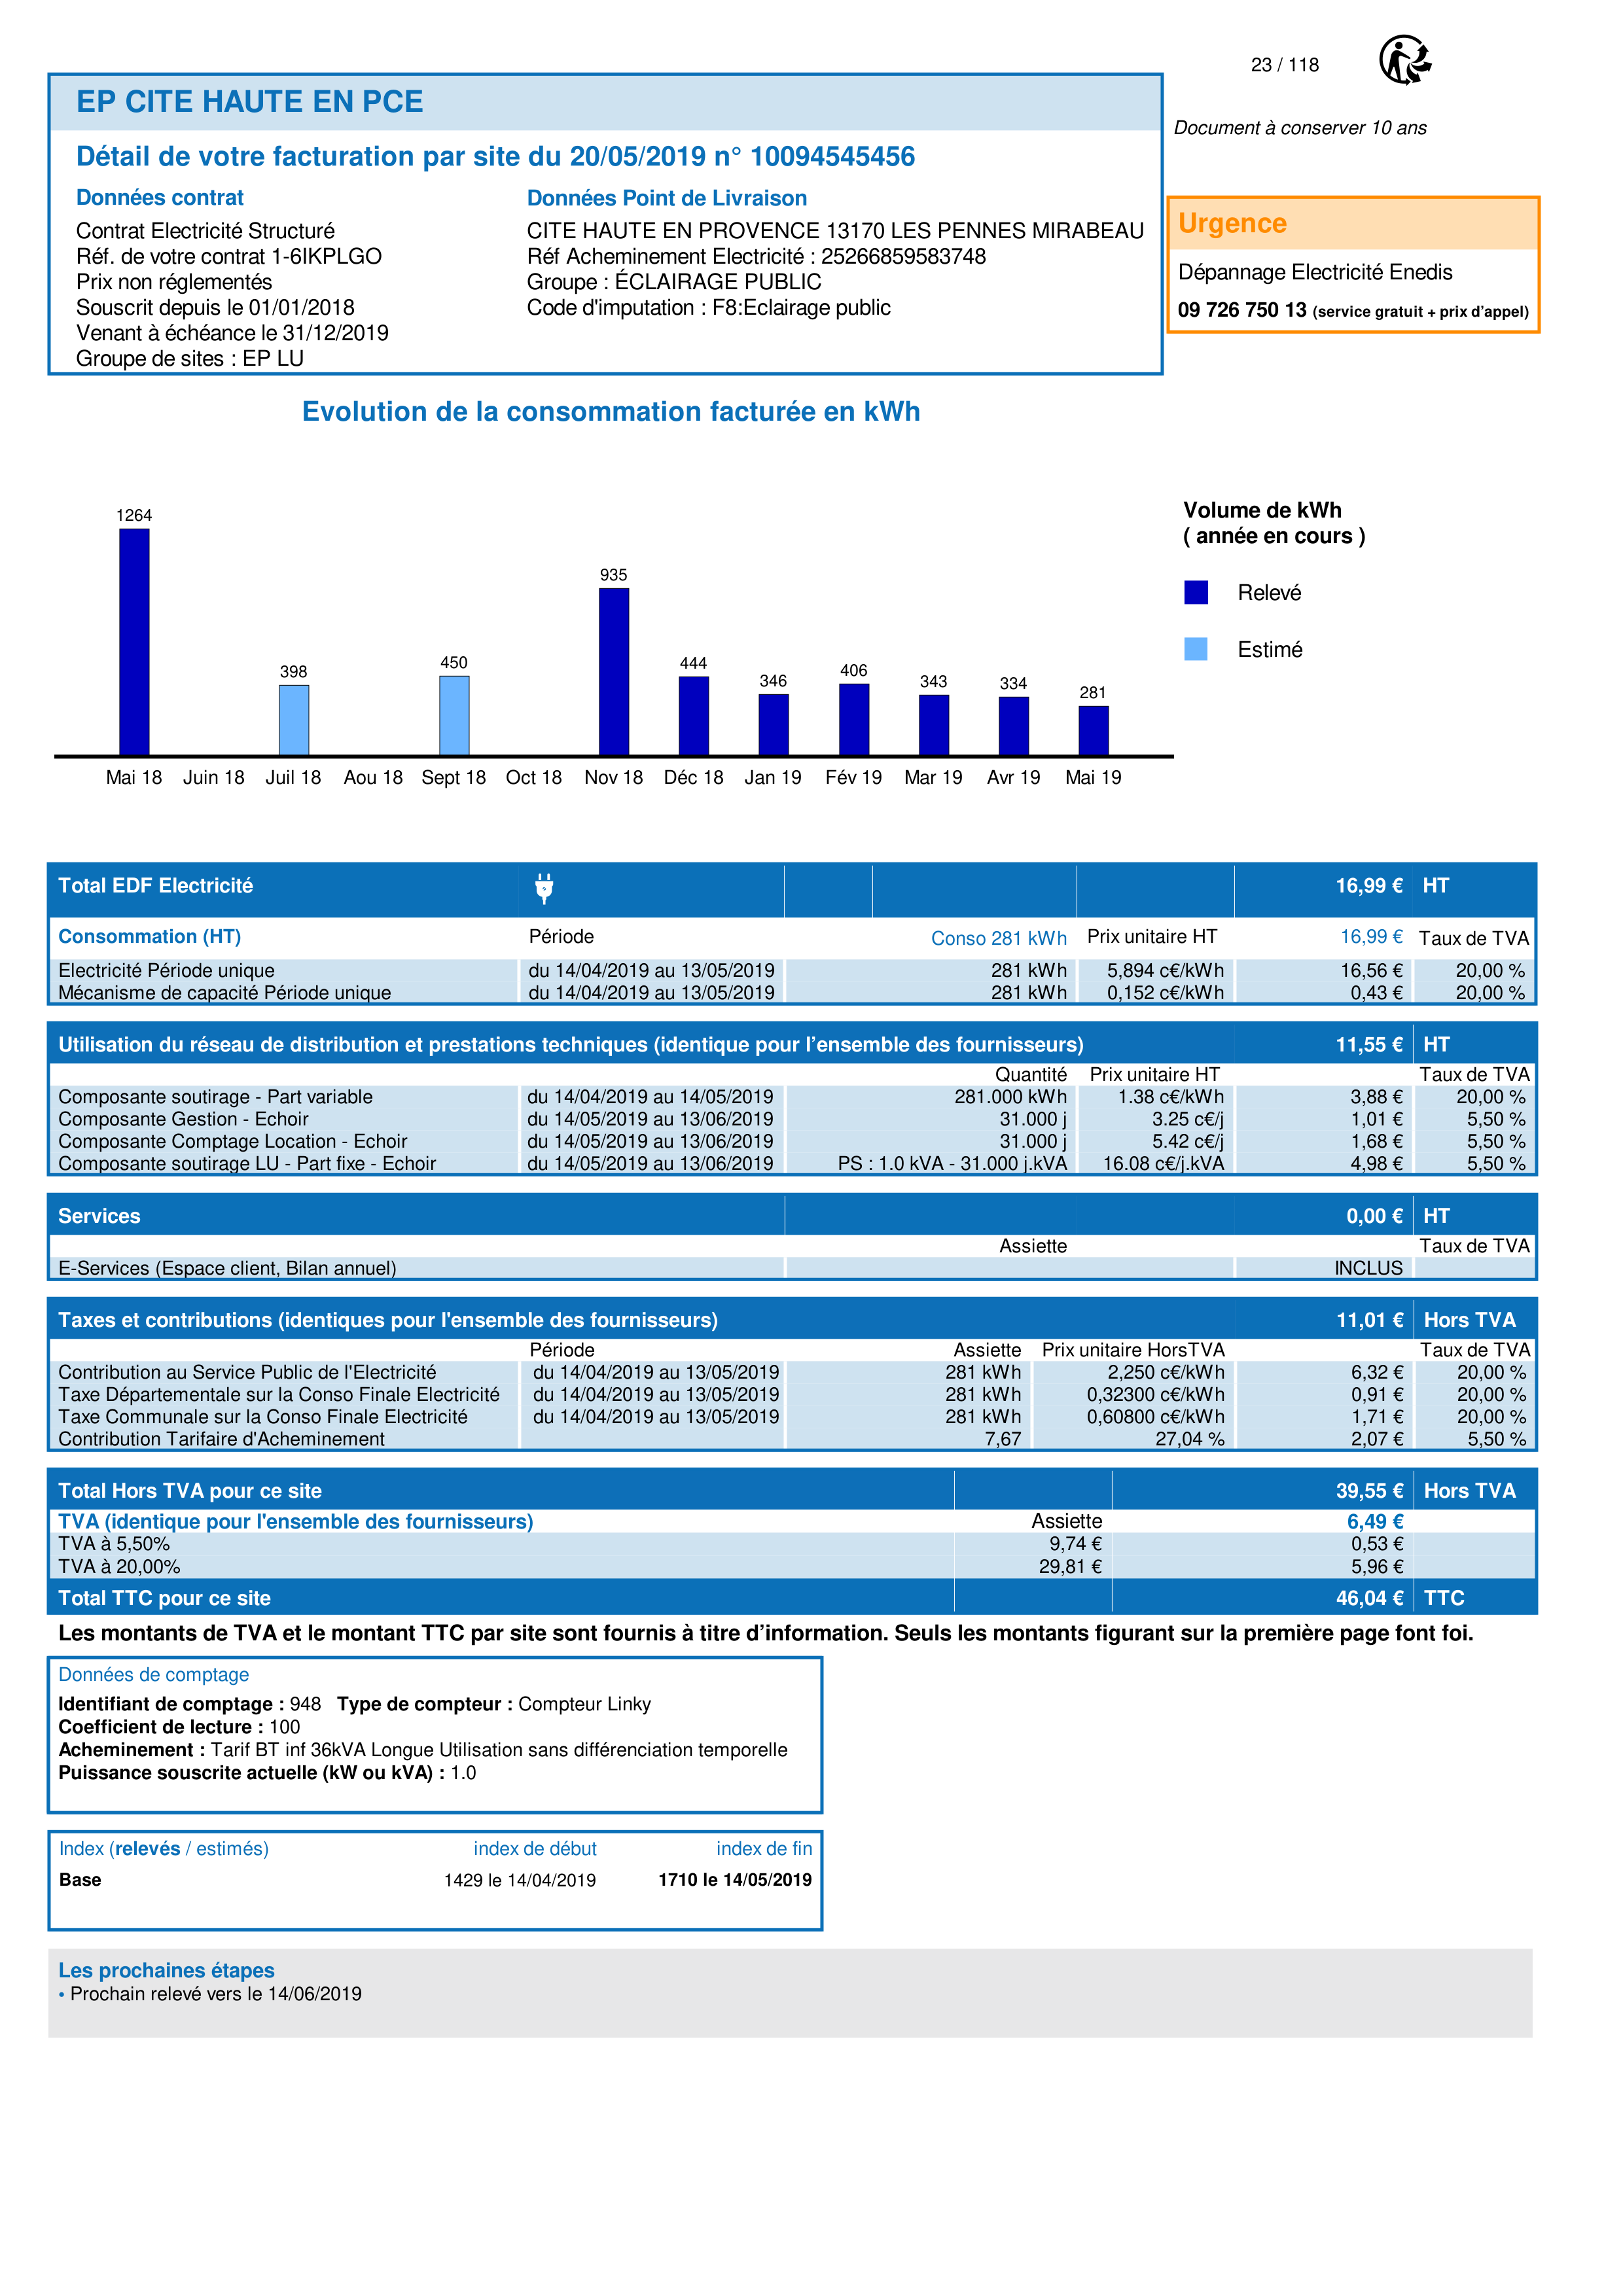 23 / 118
EP CITE HAUTE EN PCE
Document à conserver 10 ans
Détail de votre facturation par site du 20/05/2019 n° 10094545456
Données contrat
Contrat Electricité Structuré
Réf. de votre contrat 1-6IKPLGO
Prix non réglementés
Souscrit depuis le 01/01/2018
Venant à échéance le 31/12/2019
Groupe de sites : EP LU
Données Point de Livraison
CITE HAUTE EN PROVENCE 13170 LES PENNES MIRABEAU
Réf Acheminement Electricité : 25266859583748
Groupe : ÉCLAIRAGE PUBLIC
Code d'imputation : F8:Eclairage public
Urgence
Dépannage Electricité Enedis
09 726 750 13 (service gratuit + prix d’appel)
Evolution de la consommation facturée en kWh
1264 398 450 935 444 346 406 343 334 281
Mai 18 Juin 18 Juil 18 Aou 18 Sept 18 Oct 18 Nov 18 Déc 18 Jan 19 Fév 19 Mar 19 Avr 19 Mai 19
Volume de kWh
( année en cours )
Relevé
Estimé
Total EDF Electricité 16,99 € HT
Consommation (HT) Période Conso 281 kWh Prix unitaire HT 16,99 € Taux de TVA
Electricité Période unique du 14/04/2019 au 13/05/2019 281 kWh 5,894 c€/kWh 16,56 € 20,00 %
Mécanisme de capacité Période unique du 14/04/2019 au 13/05/2019 281 kWh 0,152 c€/kWh 0,43 € 20,00 %
Utilisation du réseau de distribution et prestations techniques (identique pour l’ensemble des fournisseurs) 11,55 € HT
Quantité Prix unitaire HT Taux de TVA
Composante soutirage - Part variable du 14/04/2019 au 14/05/2019 281.000 kWh 1.38 c€/kWh 3,88 € 20,00 %
Composante Gestion - Echoir du 14/05/2019 au 13/06/2019 31.000 j 3.25 c€/j 1,01 € 5,50 %
Composante Comptage Location - Echoir du 14/05/2019 au 13/06/2019 31.000 j 5.42 c€/j 1,68 € 5,50 %
Composante soutirage LU - Part fixe - Echoir du 14/05/2019 au 13/06/2019 PS : 1.0 kVA - 31.000 j.kVA 16.08 c€/j.kVA 4,98 € 5,50 %
Services 0,00 € HT
Assiette Taux de TVA
E-Services (Espace client, Bilan annuel) INCLUS
Taxes et contributions (identiques pour l'ensemble des fournisseurs) 11,01 € Hors TVA
Période Assiette Prix unitaire HorsTVA Taux de TVA
Contribution au Service Public de l'Electricité du 14/04/2019 au 13/05/2019 281 kWh 2,250 c€/kWh 6,32 € 20,00 %
Taxe Départementale sur la Conso Finale Electricité du 14/04/2019 au 13/05/2019 281 kWh 0,32300 c€/kWh 0,91 € 20,00 %
Taxe Communale sur la Conso Finale Electricité du 14/04/2019 au 13/05/2019 281 kWh 0,60800 c€/kWh 1,71 € 20,00 %
Contribution Tarifaire d'Acheminement 7,67 27,04 % 2,07 € 5,50 %
Total Hors TVA pour ce site 39,55 € Hors TVA
TVA (identique pour l'ensemble des fournisseurs) Assiette 6,49 €
TVA à 5,50% 9,74 € 0,53 €
TVA à 20,00% 29,81 € 5,96 €
Total TTC pour ce site 46,04 € TTC
Les montants de TVA et le montant TTC par site sont fournis à titre d’information. Seuls les montants figurant sur la première page font foi.
Données de comptage
Identifiant de comptage : 948 Type de compteur : Compteur Linky
Coefficient de lecture : 100
Acheminement : Tarif BT inf 36kVA Longue Utilisation sans différenciation temporelle
Puissance souscrite actuelle (kW ou kVA) : 1.0
Index (relevés / estimés) index de début index de fin
Base 1429 le 14/04/2019 1710 le 14/05/2019
Les prochaines étapes
• Prochain relevé vers le 14/06/2019